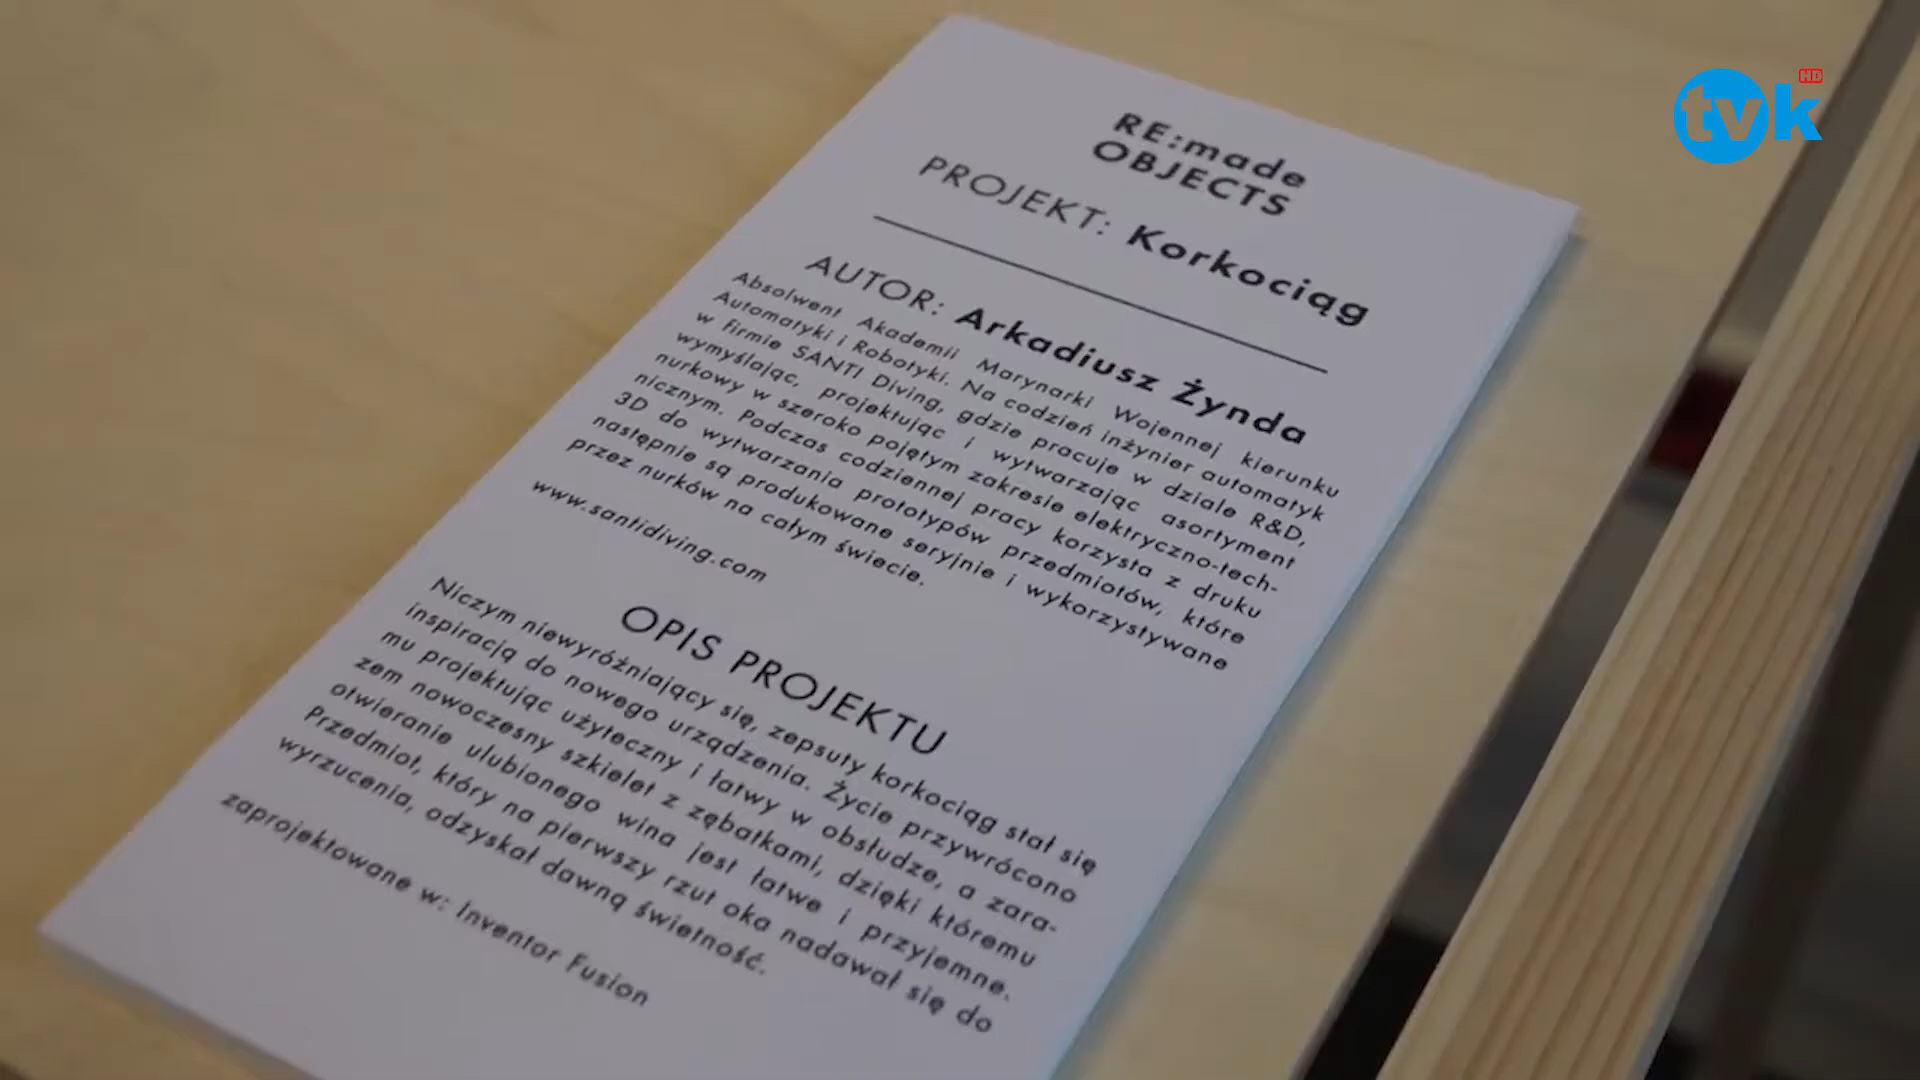 RE:made
OBJECTS
PROJEKT: Korkociąg
AUTOR: Arkadiusz Żynda
Absolwent Akademii Marynarki Wojennej kierunku
Automatyki i Robotyki. Na codzień inżynier automatyk
w firmie SANTI Diving, gdzie pracuje w dziale R&D,
wymyślając, projektując i wytwarzając asortyment
nurkowy w szeroko pojętym zakresie elektryczno-tech-
nicznym. Podczas codziennej pracy korzysta z druku
3D do wytwarzania prototypów przedmiotów, które
następnie są produkowane seryjnie i wykorzystywane
przez nurków na całym świecie.
www.santidiving.com
OPIS PROJEKTU
Niczym niewyróżniający się, zepsuty korkociąg stał się
inspiracją do nowego urządzenia. Życie przywrócono
mu projektując użyteczny i łatwy w obsłudze, a zara-
zem nowoczesny szkielet z zębatkami, dzięki któremu
otwieranie ulubionego wina jest łatwe i przyjemne.
Przedmiot, który na pierwszy rzut oka nadawał się do
wyrzucenia, odzyskał dawną świetność.
zaprojektowane w: Inventor Fusion
tvk HD